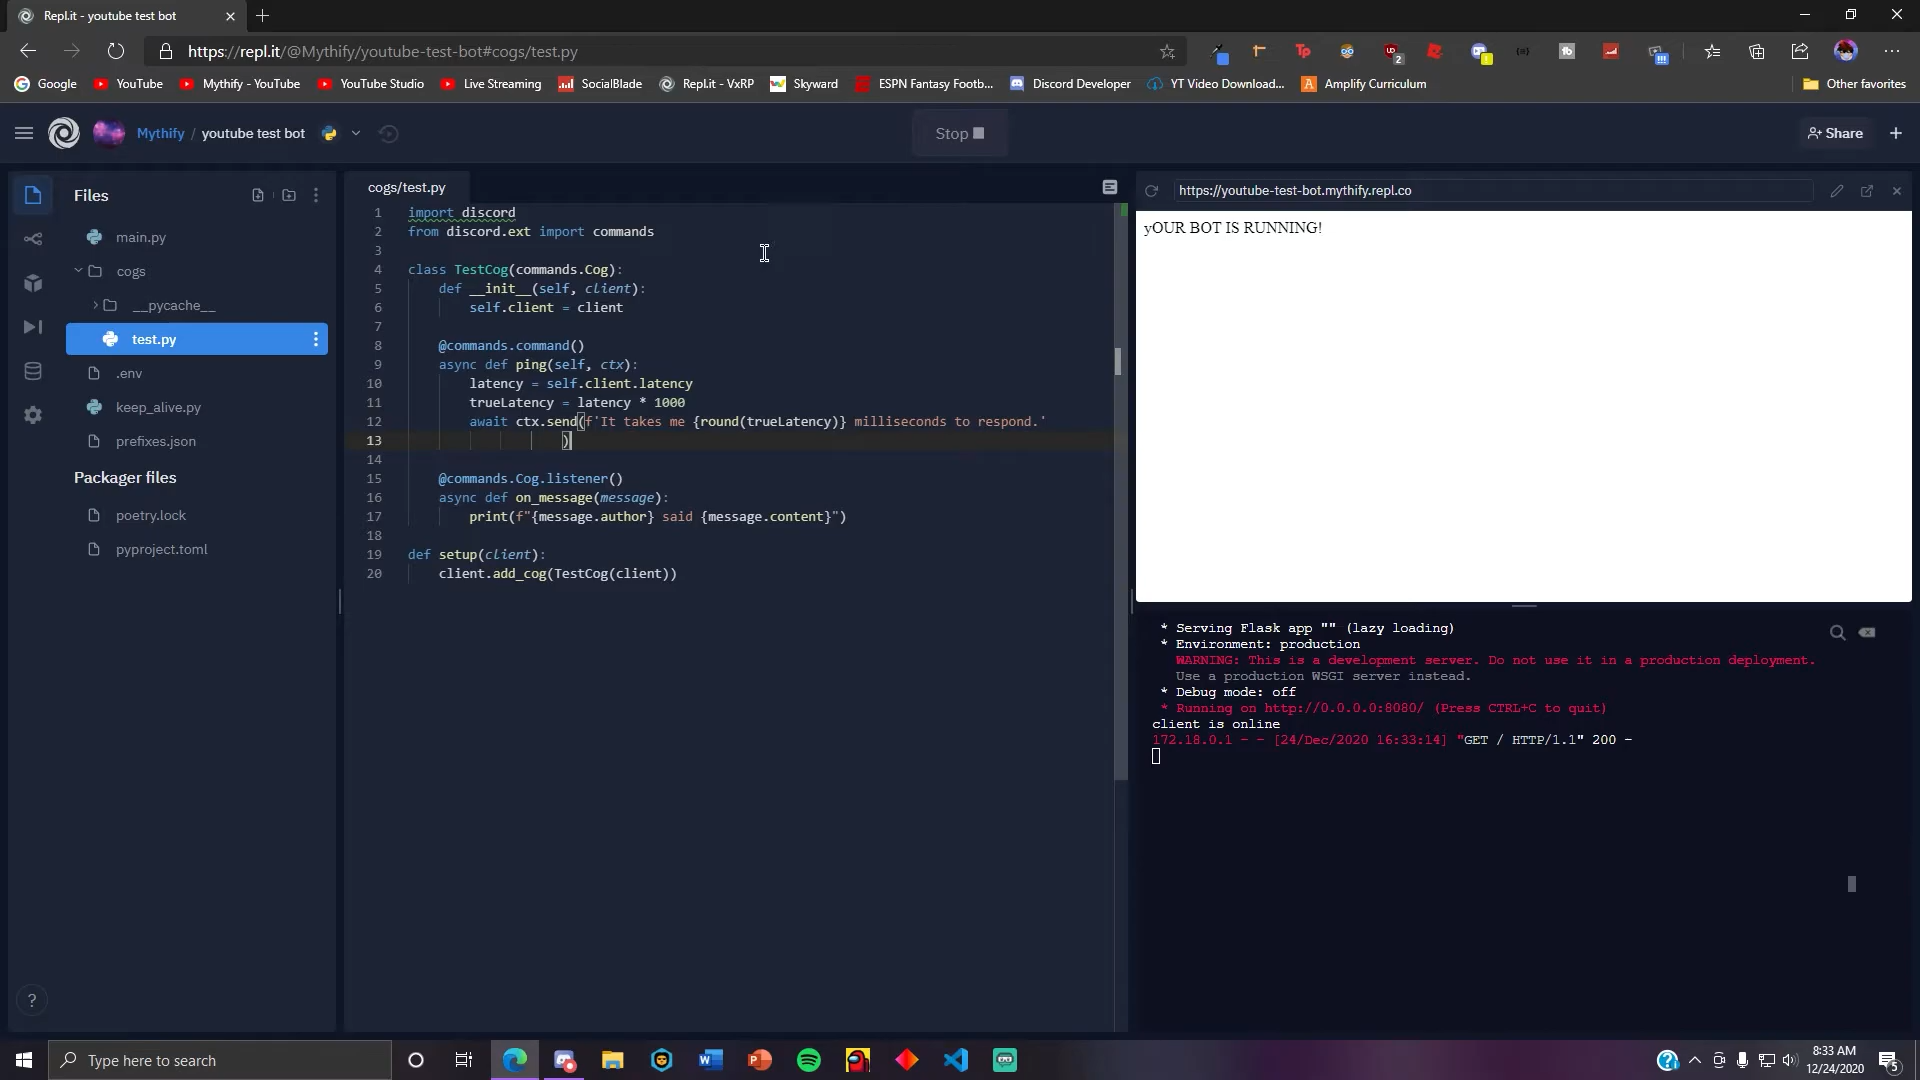 Repl.it - youtube test bot
https://repl.it/@Mythify/youtube-test-bot#cogs/test.py
Google
YouTube
Mythify - YouTube
YouTube Studio
Live Streaming
SocialBlade
Repl.it - VxRP
Skyward
ESPN Fantasy Footb...
Discord Developer
YT Video Download...
Amplify Curriculum
Other favorites
Mythify / youtube test bot
Stop
Share
Files
main.py
cogs
__pycache__
test.py
.env
keep_alive.py
prefixes.json
Packager files
poetry.lock
pyproject.toml
cogs/test.py
1 import discord
2 from discord.ext import commands
3
4 class TestCog(commands.Cog):
5 def __init__(self, client):
6 self.client = client
7
8 @commands.command()
9 async def ping(self, ctx):
10 latency = self.client.latency
11 trueLatency = latency * 1000
12 await ctx.send(f'It takes me {round(trueLatency)} milliseconds to respond.'
13 )
14
15 @commands.Cog.listener()
16 async def on_message(message):
17 print(f"{message.author} said {message.content}")
18
19 def setup(client):
20 client.add_cog(TestCog(client))
https://youtube-test-bot.mythify.repl.co
yOUR BOT IS RUNNING!
* Serving Flask app "" (lazy loading)
* Environment: production
WARNING: This is a development server. Do not use it in a production deployment.
Use a production WSGI server instead.
* Debug mode: off
* Running on http://0.0.0.0:8080/ (Press CTRL+C to quit)
client is online
172.18.0.1 - - [24/Dec/2020 16:33:14] "GET / HTTP/1.1" 200 -
?
Type here to search
8:33 AM
12/24/2020
5